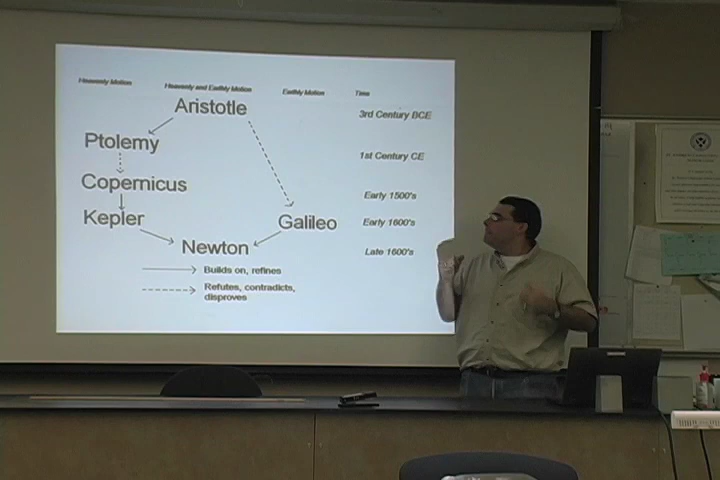 Heavenly Motion Heavenly and Earthly Motion Earthly Motion Time
Aristotle 3rd Century BCE
Ptolemy 1st Century CE
Copernicus Early 1500's
Kepler Galileo Early 1600's
Newton Late 1600's
Builds on, refines
Refutes, contradicts,
disproves